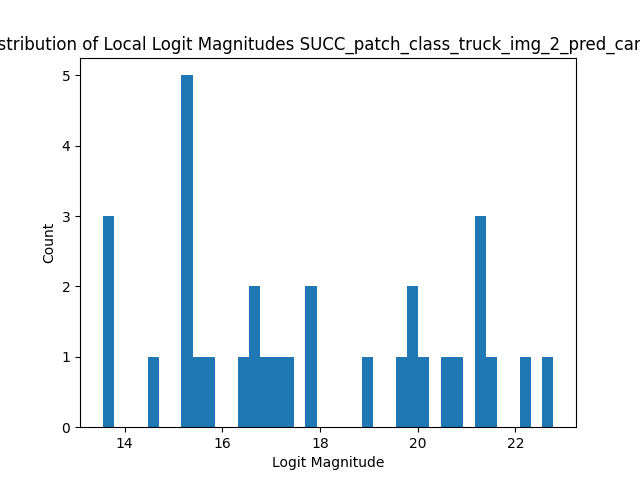 stribution of Local Logit Magnitudes SUCC_patch_class_truck_img_2_pred_car
5
4
3
2
1
0
Count
14 16 18 20 22
Logit Magnitude